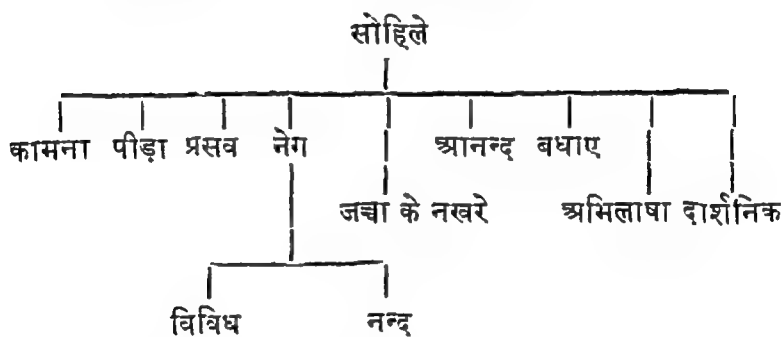 सोहिले
कामना पीड़ा प्रसव नेग आनन्द बधाए
जच्चा के नखरे अभिलाषा दार्शनिक
विविध नन्द